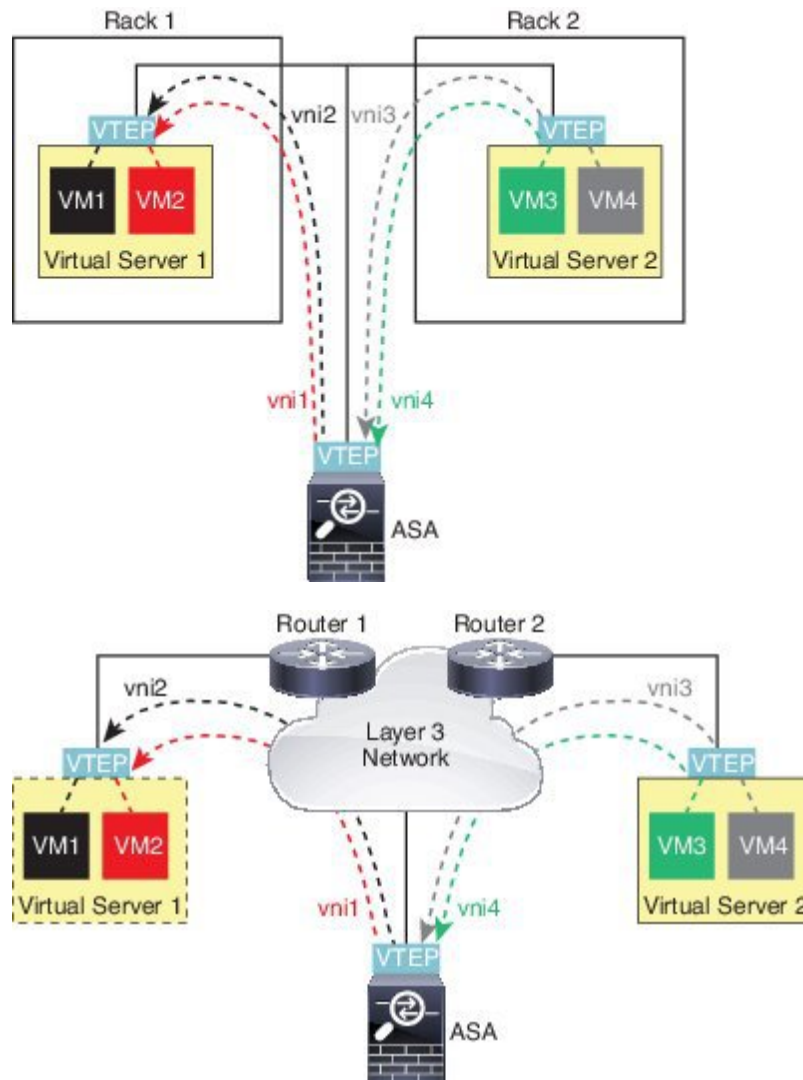 Rack 1
Rack 2
vni2
vni3
VTEP
VTEP
VM1
VM2
VM3
VM4
Virtual Server 1
Virtual Server 2
vni1
vni4
VTEP
ASA
Router 1
Router 2
vni2
vni3
Layer 3
Network
VTEP
VTEP
VM1
VM2
VM3
VM4
Virtual Server 1
Virtual Server 2
vni1
vni4
VTEP
ASA